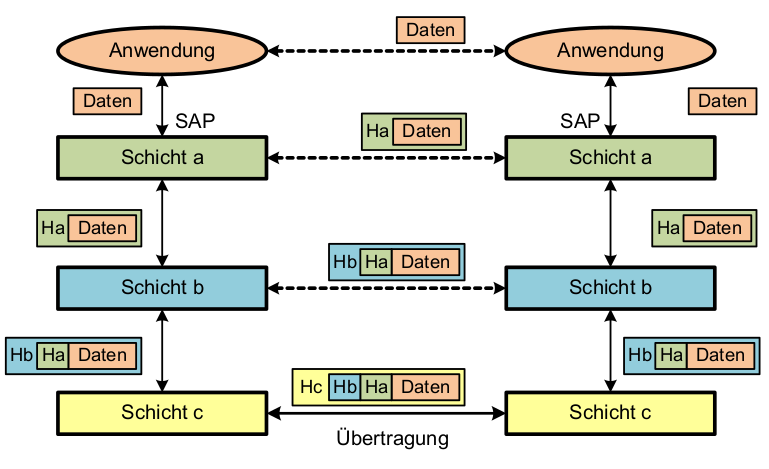 Daten
Anwendung
Anwendung
Daten
Daten
SAP
SAP
Ha Daten
Schicht a
Schicht a
Ha Daten
Ha Daten
Hb Ha Daten
Schicht b
Schicht b
Hb Ha Daten
Hb Ha Daten
Hc Hb Ha Daten
Schicht c
Schicht c
Übertragung